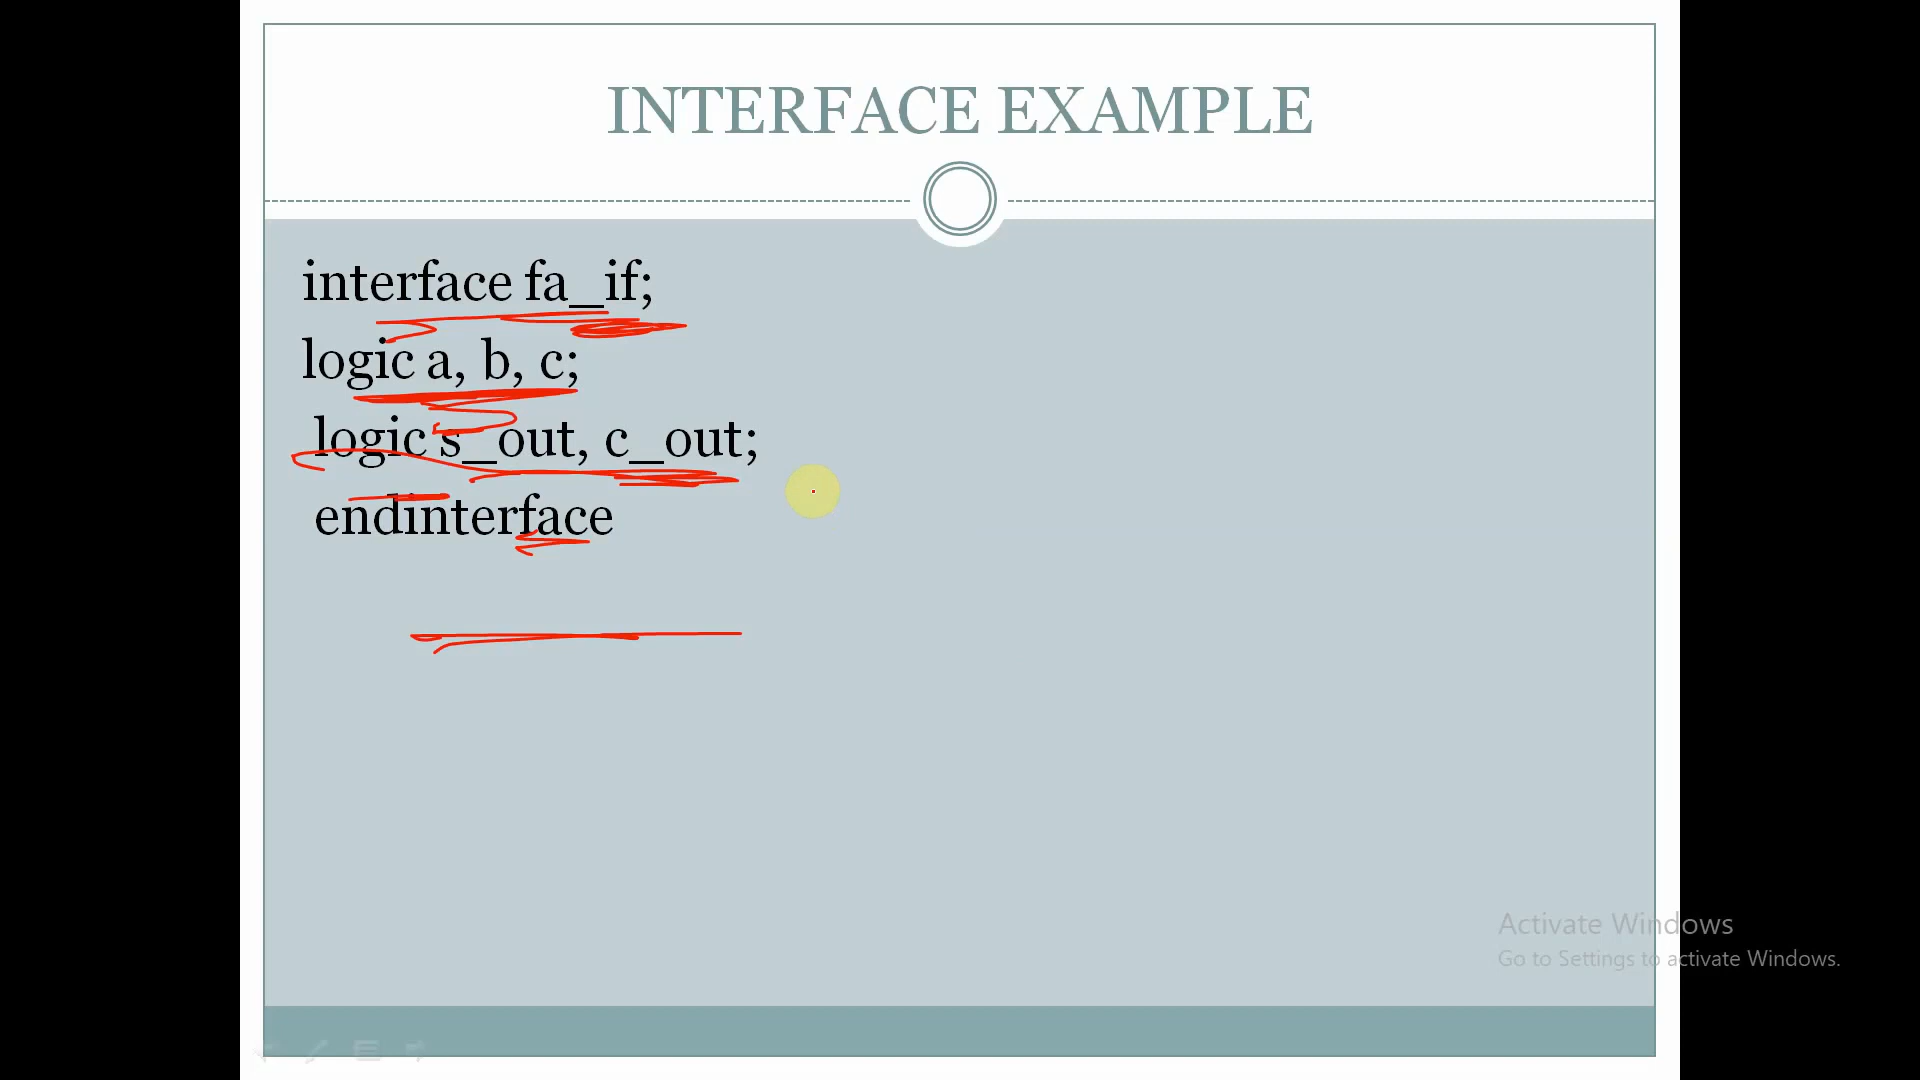 INTERFACE EXAMPLE
interface fa_if;
logic a, b, c;
logic s_out, c_out;
endinterface
Activate Windows
Go to Settings to activate Windows.